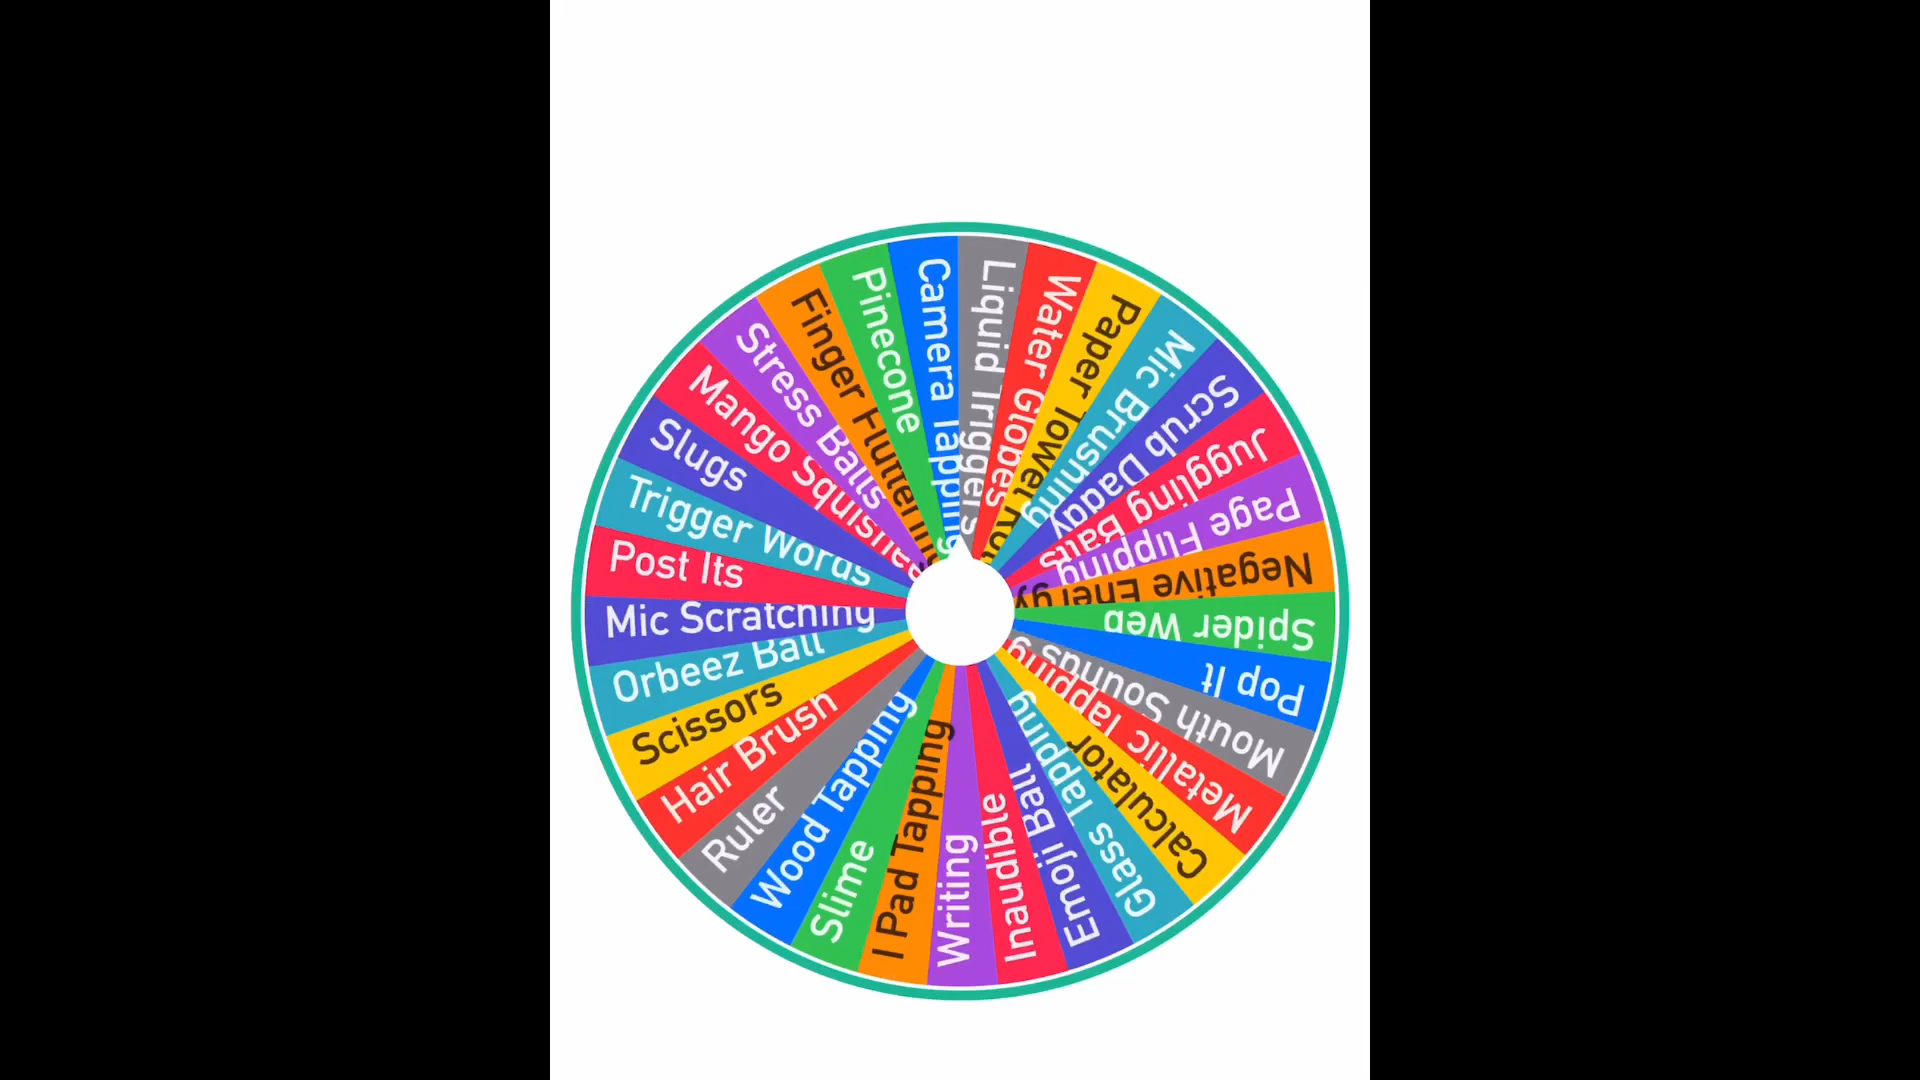 Liquid Triggers
Water Globes
Paper Towel Roll
Mic Brushing
Scrub Daddy
Juggling Balls
Page Flipping
Negative Energy
Spider Web
Pop It
Mouth Sounds
Metallic Tapping
Calculator
Glass Tapping
Emoji Ball
Inaudible
Writing
I Pad Tapping
Slime
Wood Tapping
Ruler
Hair Brush
Scissors
Orbeez Ball
Mic Scratching
Post Its
Trigger Words
Slugs
Mango Squishes
Stress Balls
Finger Fluttering
Pinecone
Camera Tapping